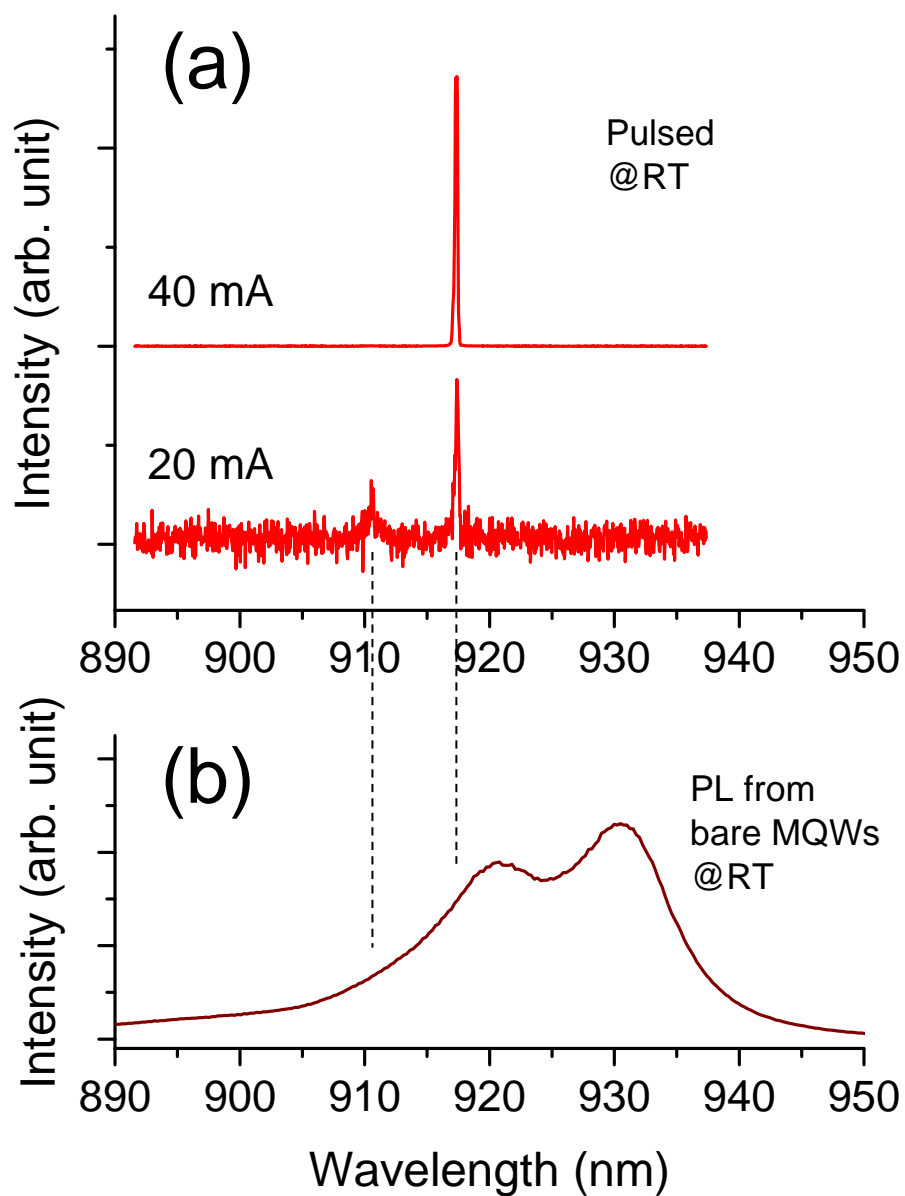 (a)
Pulsed
@RT
40 mA
20 mA
Intensity (arb. unit)
890 900 910 920 930 940 950
(b)
PL from
bare MQWs
@RT
Intensity (arb. unit)
890 900 910 920 930 940 950
Wavelength (nm)